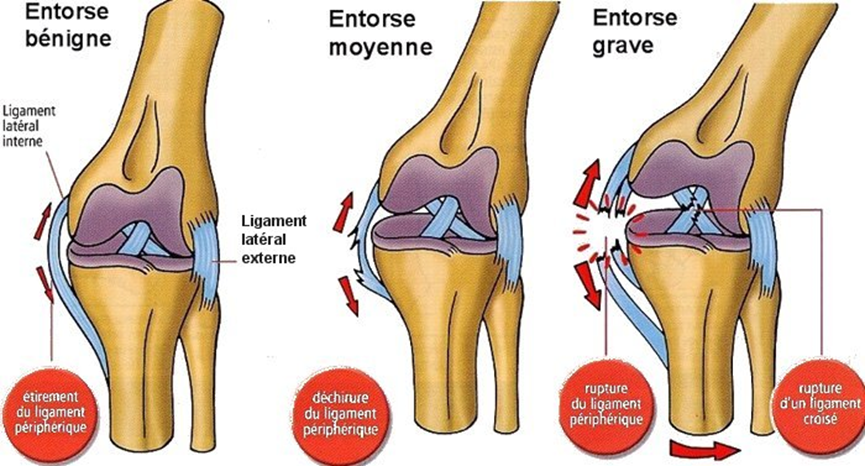 Entorse
bénigne
Entorse
moyenne
Entorse
grave
Ligament
latéral
interne
Ligament
latéral
externe
étirement
du ligament
périphérique
déchirure
du ligament
périphérique
rupture
du ligament
périphérique
rupture
d'un ligament
croisé